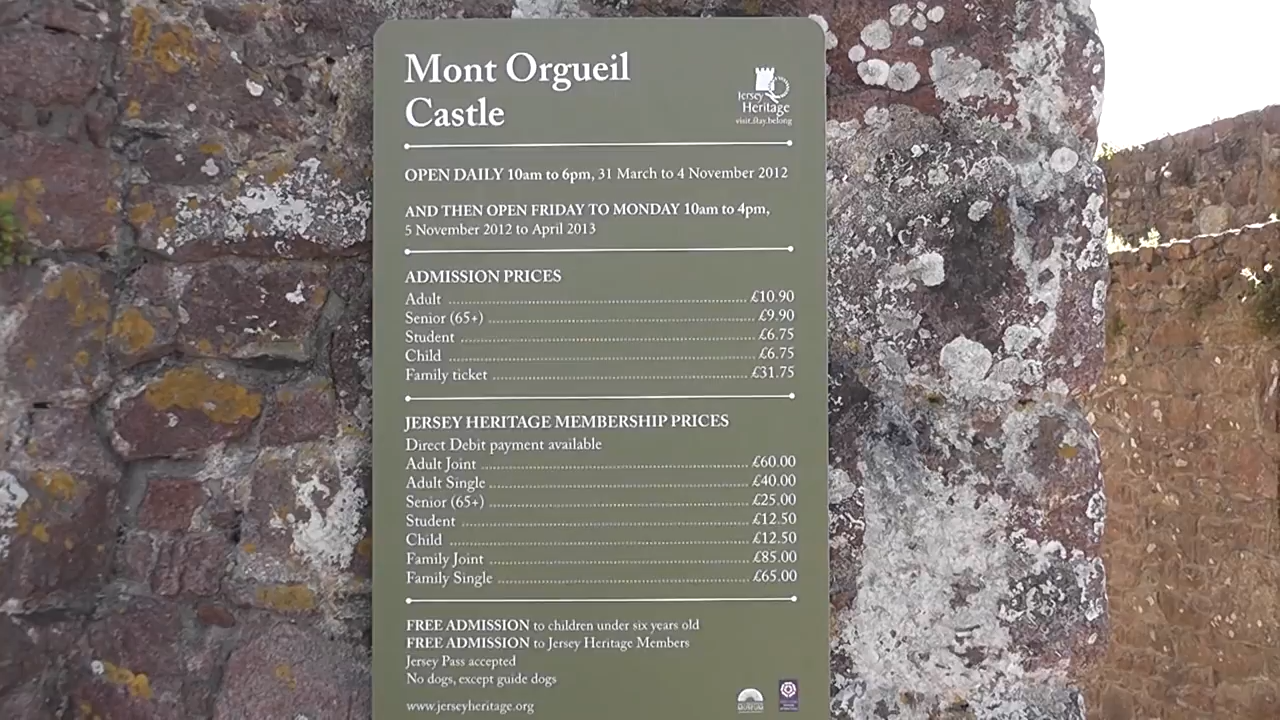 Mont Orgueil
Castle
Jersey
Heritage
visit.stay.belong
OPEN DAILY 10am to 6pm, 31 March to 4 November 2012
AND THEN OPEN FRIDAY TO MONDAY 10am to 4pm,
5 November 2012 to April 2013
ADMISSION PRICES
Adult ........ £10.90
Senior (65+) ........ £9.90
Student ........ £6.75
Child ........ £6.75
Family ticket ........ £31.75
JERSEY HERITAGE MEMBERSHIP PRICES
Direct Debit payment available
Adult Joint ........ £60.00
Adult Single ........ £40.00
Senior (65+) ........ £25.00
Student ........ £12.50
Child ........ £12.50
Family Joint ........ £85.00
Family Single ........ £65.00
FREE ADMISSION to children under six years old
FREE ADMISSION to Jersey Heritage Members
Jersey Pass accepted
No dogs, except guide dogs
www.jerseyheritage.org